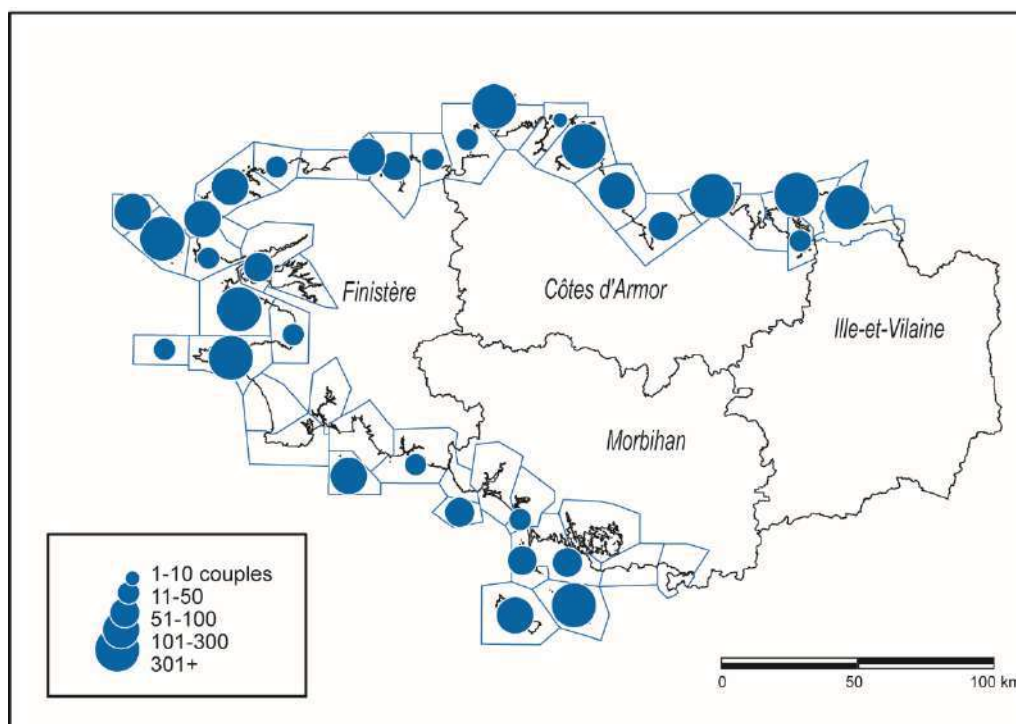 Finistère
Côtes d'Armor
Ille-et-Vilaine
Morbihan
1-10 couples
11-50
51-100
101-300
301+
0 50 100 km